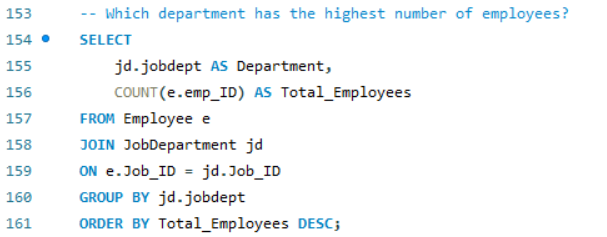 153 -- Which department has the highest number of employees?
154 SELECT
155 jd.jobdept AS Department,
156 COUNT(e.emp_ID) AS Total_Employees
157 FROM Employee e
158 JOIN JobDepartment jd
159 ON e.Job_ID = jd.Job_ID
160 GROUP BY jd.jobdept
161 ORDER BY Total_Employees DESC;